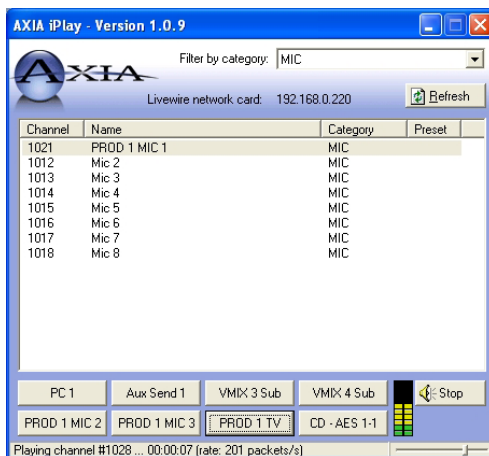 AXIA iPlay - Version 1.0.9
AXIA
Filter by category: MIC
Livewire network card: 192.168.0.220 Refresh
Channel Name Category Preset
1021 PROD 1 MIC 1 MIC
1012 Mic 2 MIC
1013 Mic 3 MIC
1014 Mic 4 MIC
1015 Mic 5 MIC
1016 Mic 6 MIC
1017 Mic 7 MIC
1018 Mic 8 MIC
PC 1 Aux Send 1 VMIX 3 Sub VMIX 4 Sub Stop
PROD 1 MIC 2 PROD 1 MIC 3 PROD 1 TV CD - AES 1-1
Playing channel #1028 ... 00:00:07 (rate: 201 packets/s)